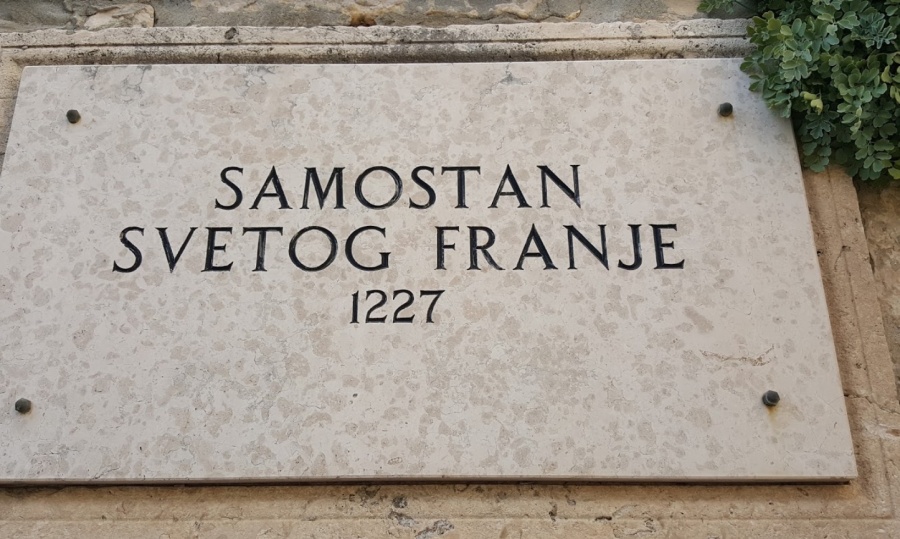 SAMOSTAN
SVETOG FRANJE
1227